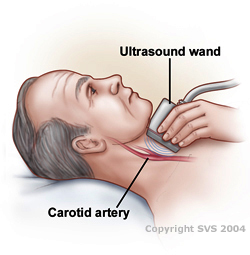 Ultrasound wand
Carotid artery
Copyright SVS 2004